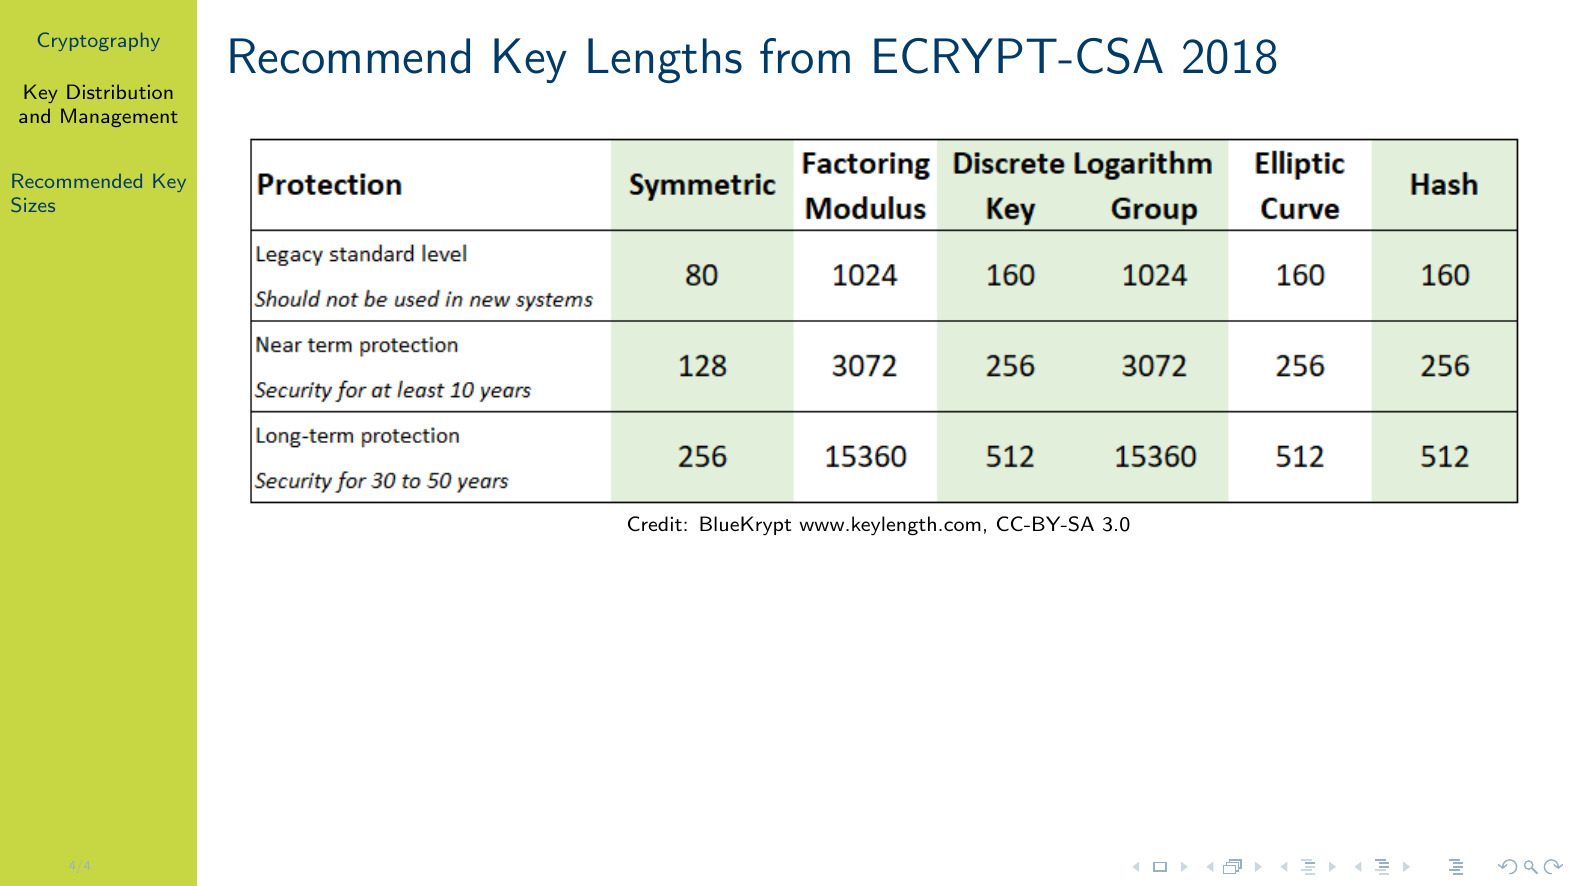 Cryptography
Key Distribution
and Management
Recommended Key
Sizes
Recommend Key Lengths from ECRYPT-CSA 2018
Protection Symmetric Factoring Modulus Discrete Logarithm Key Group Elliptic Curve Hash
Legacy standard level
Should not be used in new systems
80 1024 160 1024 160 160
Near term protection
Security for at least 10 years
128 3072 256 3072 256 256
Long-term protection
Security for 30 to 50 years
256 15360 512 15360 512 512
Credit: BlueKrypt www.keylength.com, CC-BY-SA 3.0
4/4